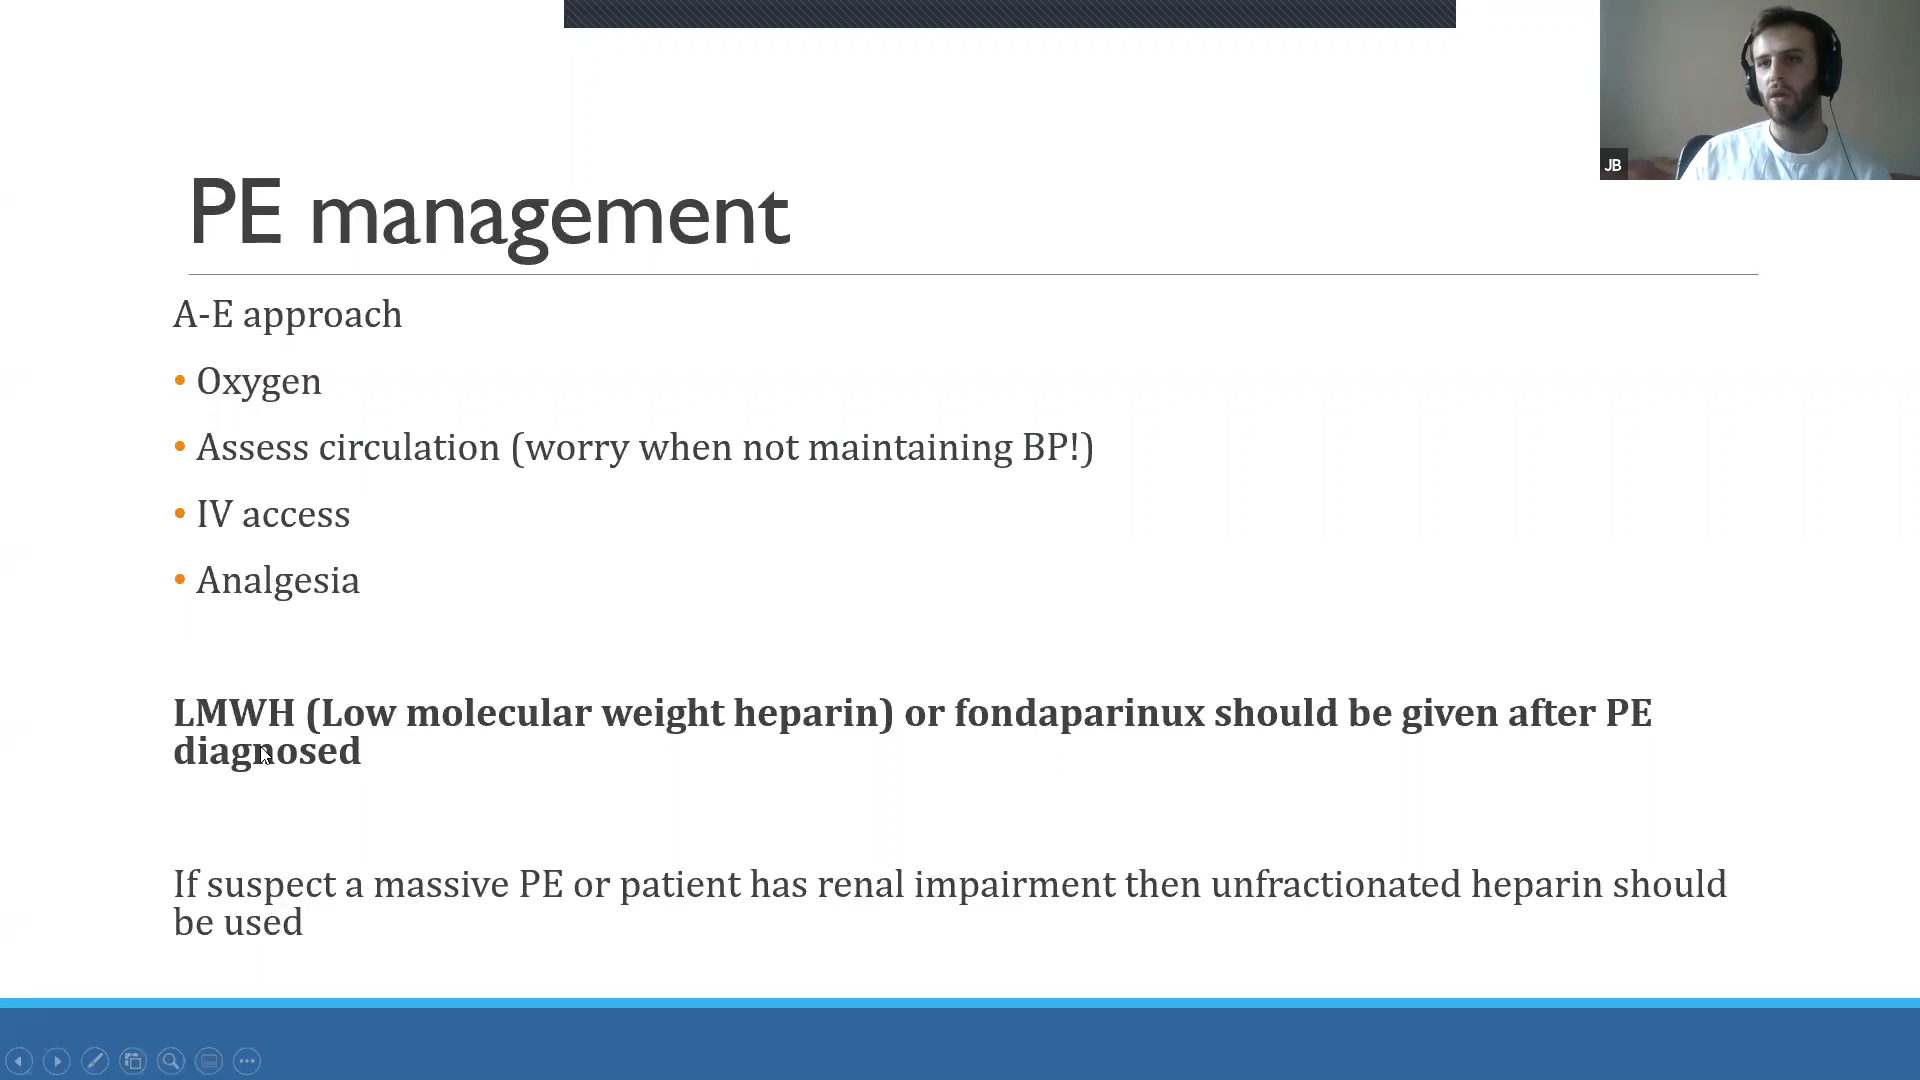 JB
PE management
A-E approach
• Oxygen
• Assess circulation (worry when not maintaining BP!)
• IV access
• Analgesia
LMWH (Low molecular weight heparin) or fondaparinux should be given after PE
diagnosed
If suspect a massive PE or patient has renal impairment then unfractionated heparin should
be used